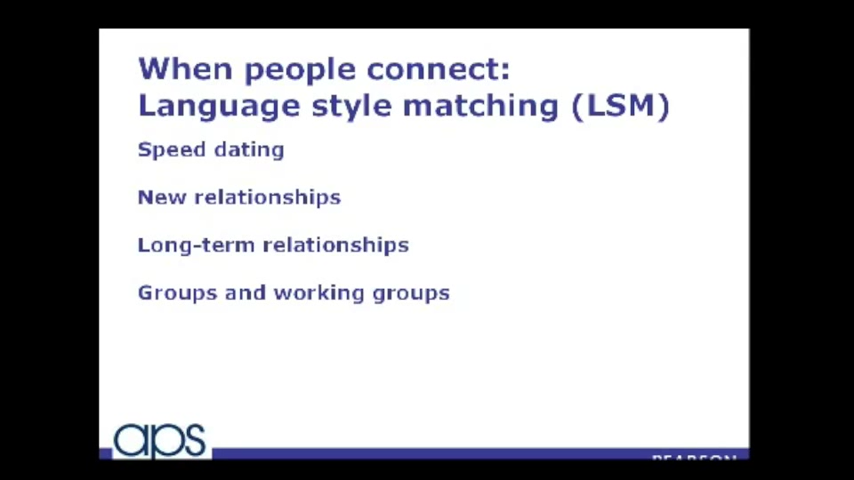 When people connect:
Language style matching (LSM)
Speed dating
New relationships
Long-term relationships
Groups and working groups
aps
PEARSON